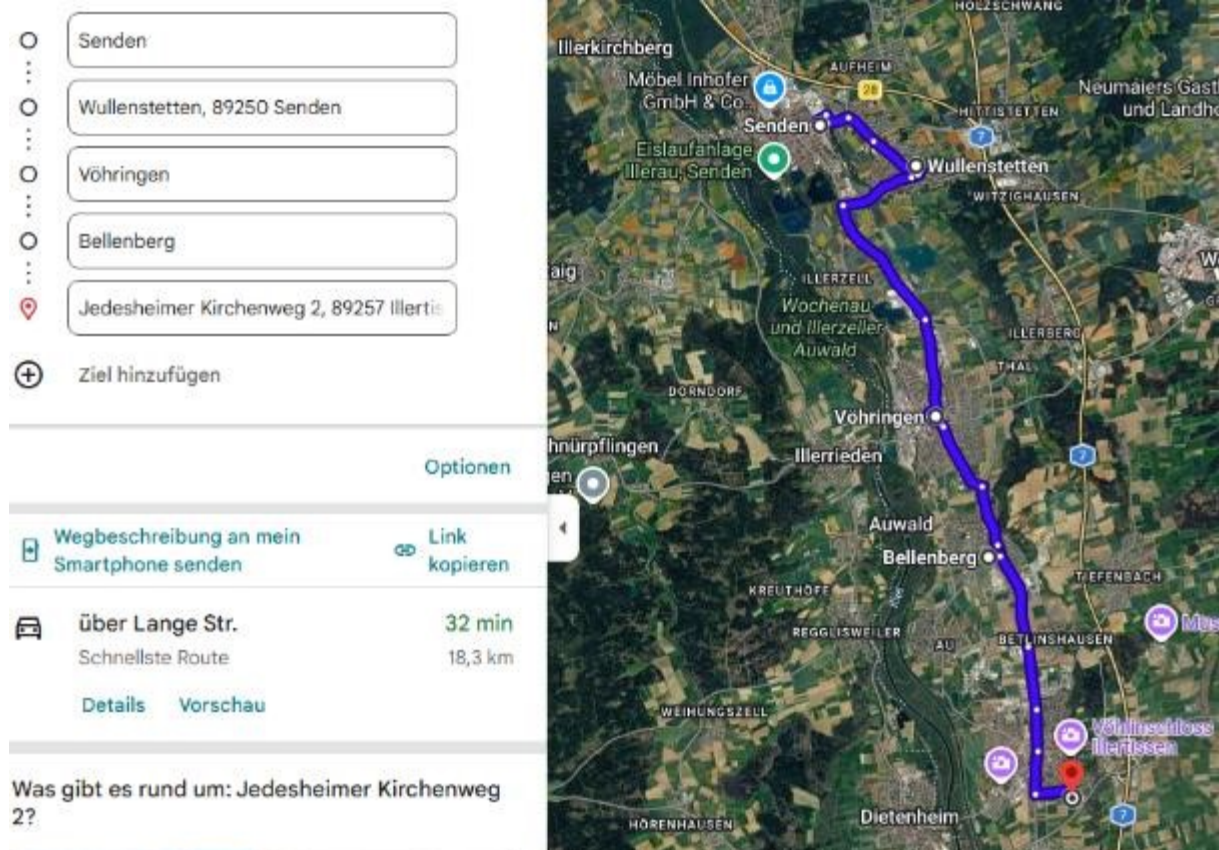 Senden
Wullenstetten, 89250 Senden
Vöhringen
Bellenberg
Jedesheimer Kirchenweg 2, 89257 Illertis
Ziel hinzufügen
Optionen
Wegbeschreibung an mein
Smartphone senden
Link
kopieren
über Lange Str.
32 min
Schnellste Route
18,3 km
Details
Vorschau
Was gibt es rund um: Jedesheimer Kirchenweg
2?
HOLZSCHWANG
Illerkirchberg
AUFHEIM
Möbel Inhofer
GmbH & Co.
28
Neumaiers Gast
und Landho
HITTISTETTEN
7
Senden
Eislaufanlage
Illerau, Senden
Wullenstetten
WITZIGHAUSEN
W
aig
ILLERZELL
Wochenau
und Illerzeller
Auwald
ILLERBERG
THAL
DORNDORF
Vöhringen
hnürpflingen
Illerrieden
7
en
Auwald
Bellenberg
TIEFENBACH
KREUTHÖFE
Mus
REGGLISWEILER
AU
BETLINSHAUSEN
WEIHUNGSZELL
Vöhlinschloss
Illertissen
Dietenheim
7
HÖRENHAUSEN